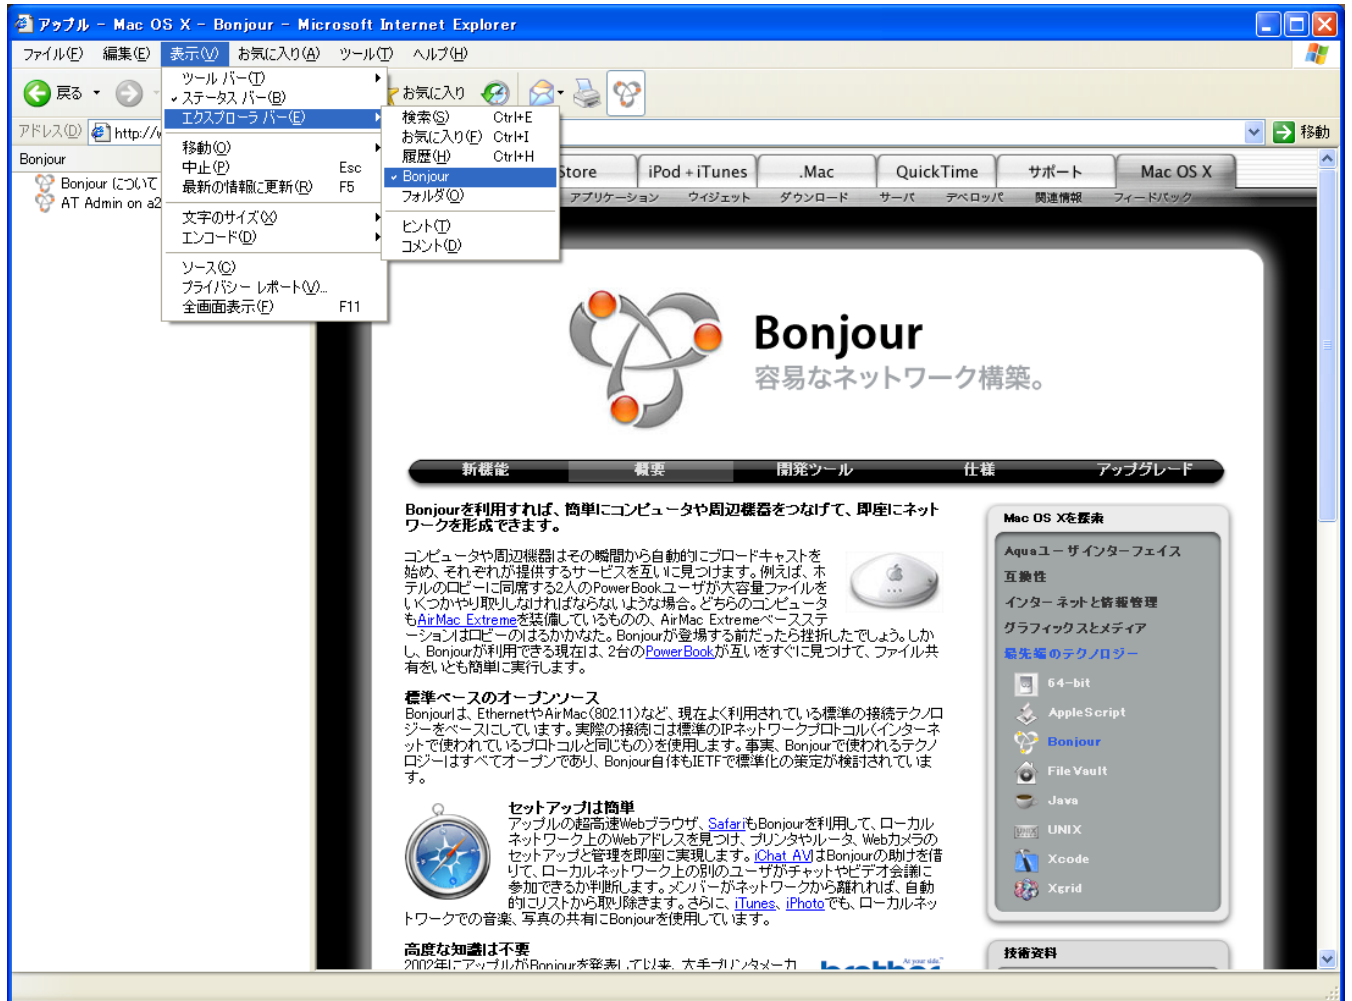 アップル - Mac OS X - Bonjour - Microsoft Internet Explorer
ファイル(F) 編集(E) 表示(V) お気に入り(A) ツール(T) ヘルプ(H)
戻る お気に入り
アドレス(D) http:// 移動
ツール バー(T)
ステータス バー(B)
エクスプローラ バー(E)
移動(O)
中止(P) Esc
最新の情報に更新(R) F5
文字のサイズ(X)
エンコード(D)
ソース(C)
プライバシー レポート(V)...
全画面表示(F) F11
検索(S) Ctrl+E
お気に入り(F) Ctrl+I
履歴(H) Ctrl+H
Bonjour
フォルダ(O)
ヒント(T)
コメント(D)
Bonjour
Bonjour について
AT Admin on a2
Store iPod + iTunes .Mac QuickTime サポート Mac OS X
アプリケーション ウィジェット ダウンロード サーバ デベロッパ 関連情報 フィードバック
Bonjour
容易なネットワーク構築。
新機能 概要 開発ツール 仕様 アップグレード
Bonjourを利用すれば、簡単にコンピュータや周辺機器をつなげて、即座にネット
ワークを形成できます。
コンピュータや周辺機器はその瞬間から自動的にブロードキャストを
始め、それぞれが提供するサービスを互いに見つけます。例えば、ホ
テルのロビーに同席する2人のPowerBookユーザが大容量ファイルを
いくつかやり取りしなければならないような場合。どちらのコンピュータ
もAirMac Extremeを装備しているものの、AirMac Extremeベースステ
ーションはロビーのはるかかなた。Bonjourが登場する前だったら挫折したでしょう。しか
し、Bonjourが利用できる現在は、2台のPowerBookが互いをすぐに見つけて、ファイル共
有をいとも簡単に実行します。
標準ベースのオープンソース
Bonjourは、EthernetやAirMac(802.11)など、現在よく利用されている標準の接続テクノロ
ジーをベースにしています。実際の接続には標準のIPネットワークプロトコル(インターネ
ットで使われているプロトコルと同じもの)を使用します。事実、Bonjourで使われるテクノ
ロジーはすべてオープンであり、Bonjour自体もIETFで標準化の策定が検討されていま
す。
セットアップは簡単
アップルの超高速Webブラウザ、SafariもBonjourを利用して、ローカル
ネットワーク上のWebアドレスを見つけ、プリンタやルータ、Webカメラの
セットアップと管理を即座に実現します。iChat AVはBonjourの助けを借
りて、ローカルネットワーク上の別のユーザがチャットやビデオ会議に
参加できるか判断します。メンバーがネットワークから離れれば、自動
的にリストから取り除きます。さらに、iTunes、iPhotoでも、ローカルネッ
トワークでの音楽、写真の共有にBonjourを使用しています。
高度な知識は不要
2002年にアップルがBonjourを発表して以来、大手プリンタメーカ
At your side.
brother
Mac OS Xを探索
Aquaユーザインターフェイス
互換性
インターネットと情報管理
グラフィックスとメディア
最先端のテクノロジー
64-bit
AppleScript
Bonjour
FileVault
Java
UNIX
Xcode
Xgrid
技術資料